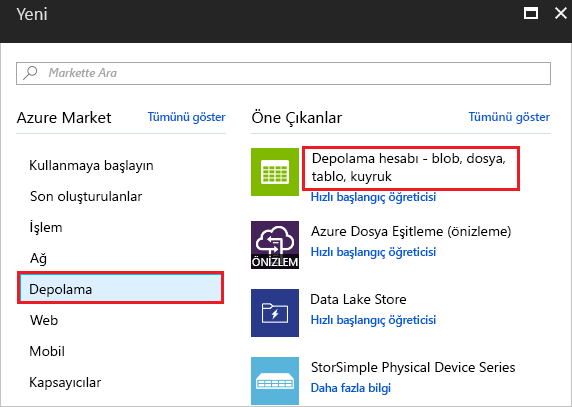 Yeni
Markette Ara
Azure Market
Tümünü göster
Kullanmaya başlayın
Son oluşturulanlar
İşlem
Ağ
Depolama
Web
Mobil
Kapsayıcılar
Öne Çıkanlar
Tümünü göster
Depolama hesabı - blob, dosya,
tablo, kuyruk
Hızlı başlangıç öğreticisi
ÖNİZLEM
Azure Dosya Eşitleme (önizleme)
Hızlı başlangıç öğreticisi
Data Lake Store
Hızlı başlangıç öğreticisi
StorSimple Physical Device Series
Daha fazla bilgi